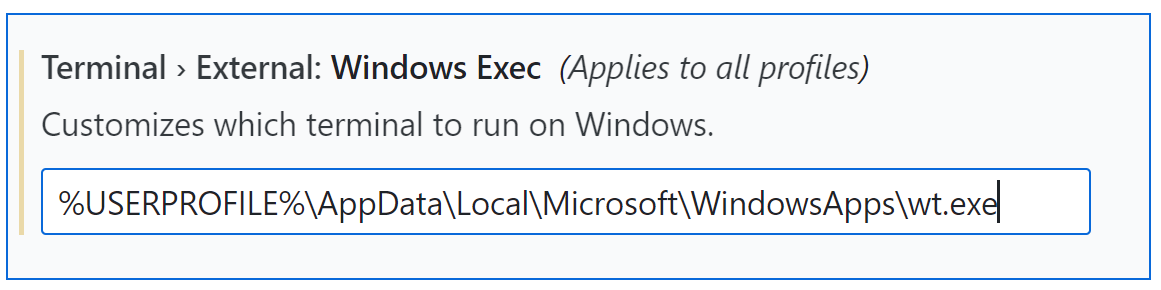 Terminal › External: Windows Exec (Applies to all profiles)
Customizes which terminal to run on Windows.
%USERPROFILE%\AppData\Local\Microsoft\WindowsApps\wt.exe